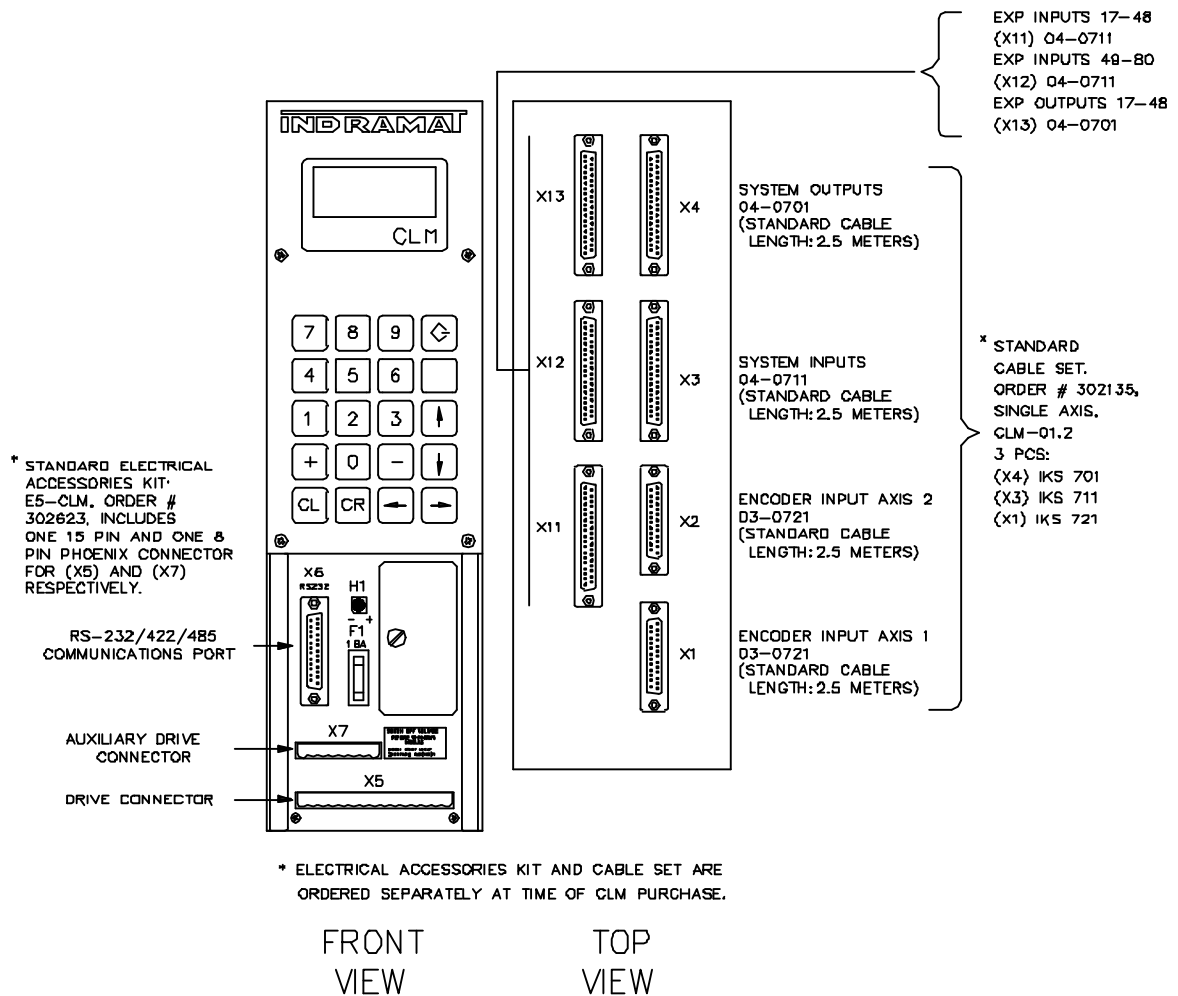 EXP INPUTS 17-48
(X11) 04-0711
EXP INPUTS 49-80
(X12) 04-0711
EXP OUTPUTS 17-48
(X13) 04-0701
INDRAMAT
CLM
7 8 9
4 5 6
1 2 3
+ 0 -
CL CR
X13
X4
SYSTEM OUTPUTS
04-0701
(STANDARD CABLE
LENGTH: 2.5 METERS)
X12
X3
SYSTEM INPUTS
04-0711
(STANDARD CABLE
LENGTH: 2.5 METERS)
X11
X2
ENCODER INPUT AXIS 2
03-0721
(STANDARD CABLE
LENGTH: 2.5 METERS)
X1
ENCODER INPUT AXIS 1
03-0721
(STANDARD CABLE
LENGTH: 2.5 METERS)
* STANDARD
CABLE SET.
ORDER # 302135,
SINGLE AXIS.
CLM-01.2
3 PCS:
(X4) IKS 701
(X3) IKS 711
(X1) IKS 721
* STANDARD ELECTRICAL
ACCESSORIES KIT·
E5-CLM. ORDER #
302623, INCLUDES
ONE 15 PIN AND ONE 8
PIN PHOENIX CONNECTOR
FOR (X5) AND (X7)
RESPECTIVELY.
X6
RS232
H1
- +
F1
RS-232/422/485
COMMUNICATIONS PORT
X7
AUXILIARY DRIVE
CONNECTOR
X5
DRIVE CONNECTOR
* ELECTRICAL ACCESSORIES KIT AND CABLE SET ARE
ORDERED SEPARATELY AT TIME OF CLM PURCHASE.
FRONT
VIEW
TOP
VIEW